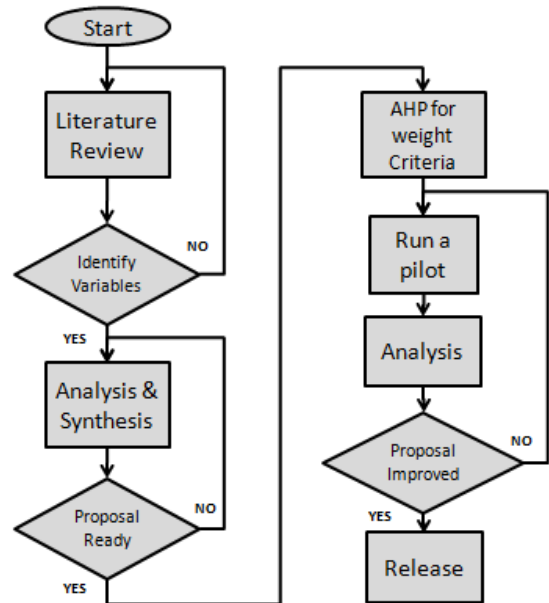 Start
Literature
Review
Identify
Variables
NO
YES
Analysis &
Synthesis
Proposal
Ready
NO
YES
AHP for
weight
Criteria
Run a
pilot
Analysis
Proposal
Improved
NO
YES
Release